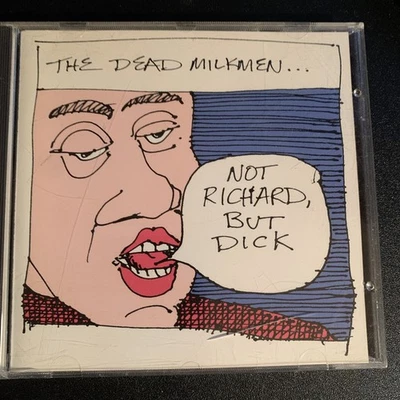 THE DEAD MILKMEN...
NOT
RICHARD,
BUT
DICK